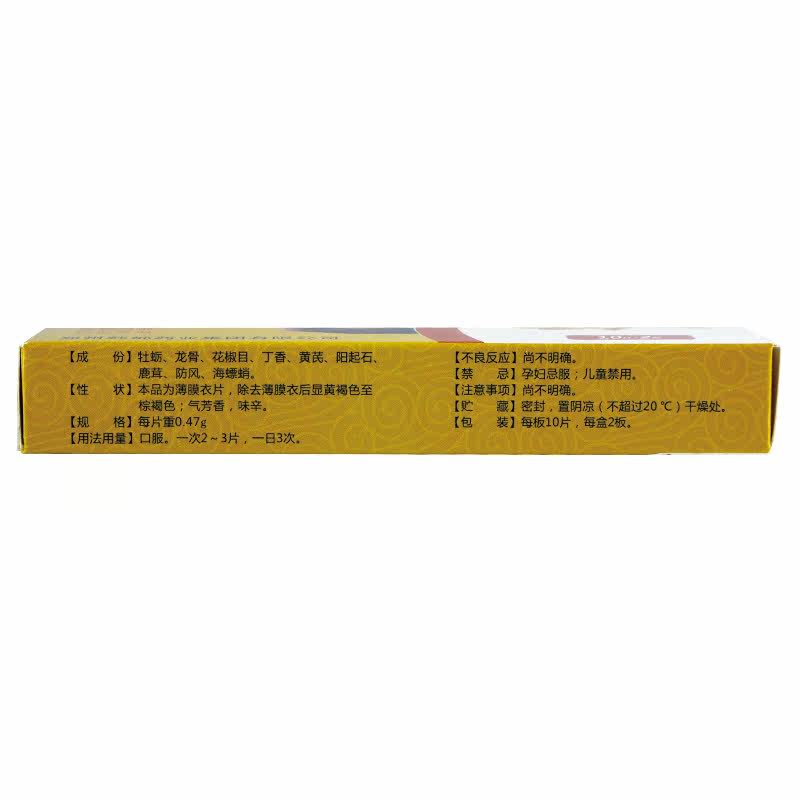 【成　份】牡蛎、龙骨、花椒目、丁香、黄芪、阳起石、
鹿茸、防风、海螵蛸。
【性　状】本品为薄膜衣片，除去薄膜衣后显黄褐色至
棕褐色；气芳香，味辛。
【规　格】每片重0.47g
【用法用量】口服。一次2～3片，一日3次。
【不良反应】尚不明确。
【禁　忌】孕妇忌服；儿童禁用。
【注意事项】尚不明确。
【贮　藏】密封，置阴凉（不超过20℃）干燥处。
【包　装】每板10片，每盒2板。